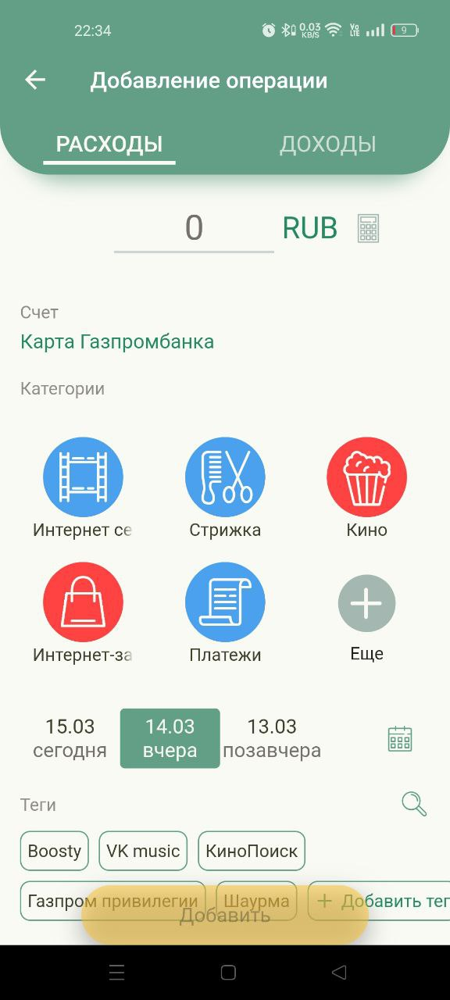 22:34
0.03
KB/S
Vo
LTE
9
Добавление операции
РАСХОДЫ
ДОХОДЫ
0
RUB
Счет
Карта Газпромбанка
Категории
Интернет се
Стрижка
Кино
Интернет-за
Платежи
Еще
15.03
сегодня
14.03
вчера
13.03
позавчера
Теги
Boosty
VK music
КиноПоиск
Газпром привилегии
Шаурма
+ Добавить тег
Добавить